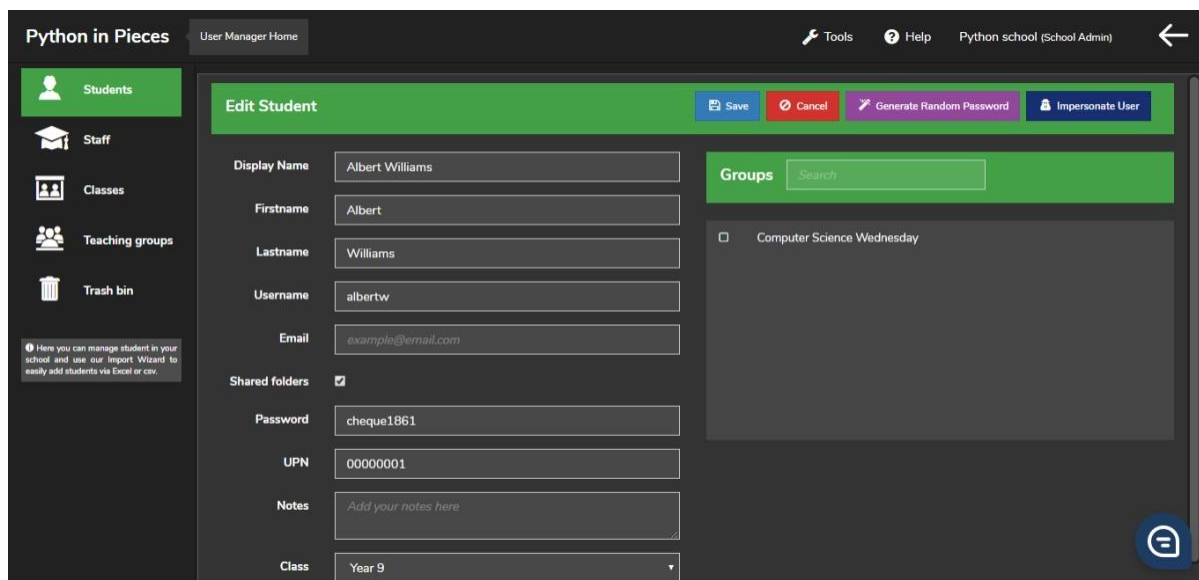 Python in Pieces
User Manager Home
Tools
Help
Python school (School Admin)
Students
Staff
Classes
Teaching groups
Trash bin
Here you can manage student in your
school and use our Import Wizard to
easily add students via Excel or csv.
Edit Student
Save
Cancel
Generate Random Password
Impersonate User
Display Name
Albert Williams
Firstname
Albert
Lastname
Williams
Username
albertw
Email
example@email.com
Shared folders
Password
cheque1861
UPN
00000001
Notes
Add your notes here
Class
Year 9
Groups
Search
Computer Science Wednesday